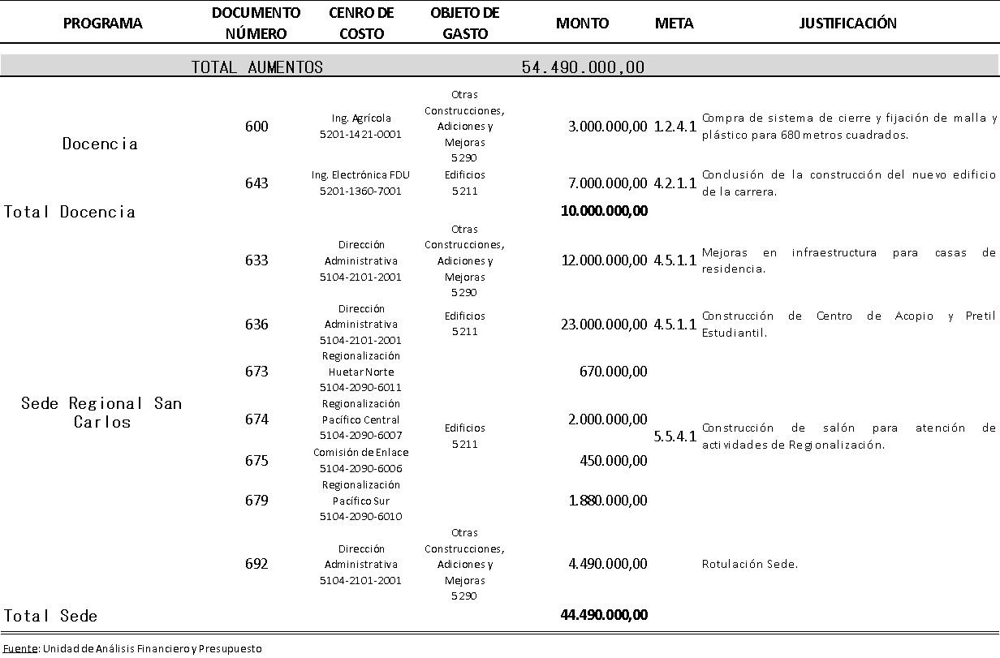 PROGRAMA DOCUMENTO NÚMERO CENRO DE COSTO OBJETO DE GASTO MONTO META JUSTIFICACIÓN
TOTAL AUMENTOS 54.490.000,00
Docencia
600
Ing. Agrícola
5201-1421-0001
Otras
Construcciones,
Adiciones y
Mejoras
5290
3.000.000,00 1.2.4.1
Compra de sistema de cierre y fijación de malla y
plástico para 680 metros cuadrados.
643
Ing. Electrónica FDU
5201-1360-7001
Edificios
5211
7.000.000,00 4.2.1.1
Conclusión de la construcción del nuevo edificio
de la carrera.
Total Docencia 10.000.000,00
Sede Regional San
Carlos
633
Dirección
Administrativa
5104-2101-2001
Otras
Construcciones,
Adiciones y
Mejoras
5290
12.000.000,00 4.5.1.1
Mejoras en infraestructura para casas de
residencia.
636
Dirección
Administrativa
5104-2101-2001
Edificios
5211
23.000.000,00 4.5.1.1
Construcción de Centro de Acopio y Pretil
Estudiantil.
673
Regionalización
Huetar Norte
5104-2090-6011
670.000,00
674
Regionalización
Pacífico Central
5104-2090-6007
Edificios
5211
2.000.000,00
5.5.4.1
Construcción de salón para atención de
actividades de Regionalización.
675
Comisión de Enlace
5104-2090-6006
450.000,00
679
Regionalización
Pacífico Sur
5104-2090-6010
1.880.000,00
692
Dirección
Administrativa
5104-2101-2001
Otras
Construcciones,
Adiciones y
Mejoras
5290
4.490.000,00
Rotulación Sede.
Total Sede 44.490.000,00
Fuente: Unidad de Análisis Financiero y Presupuesto